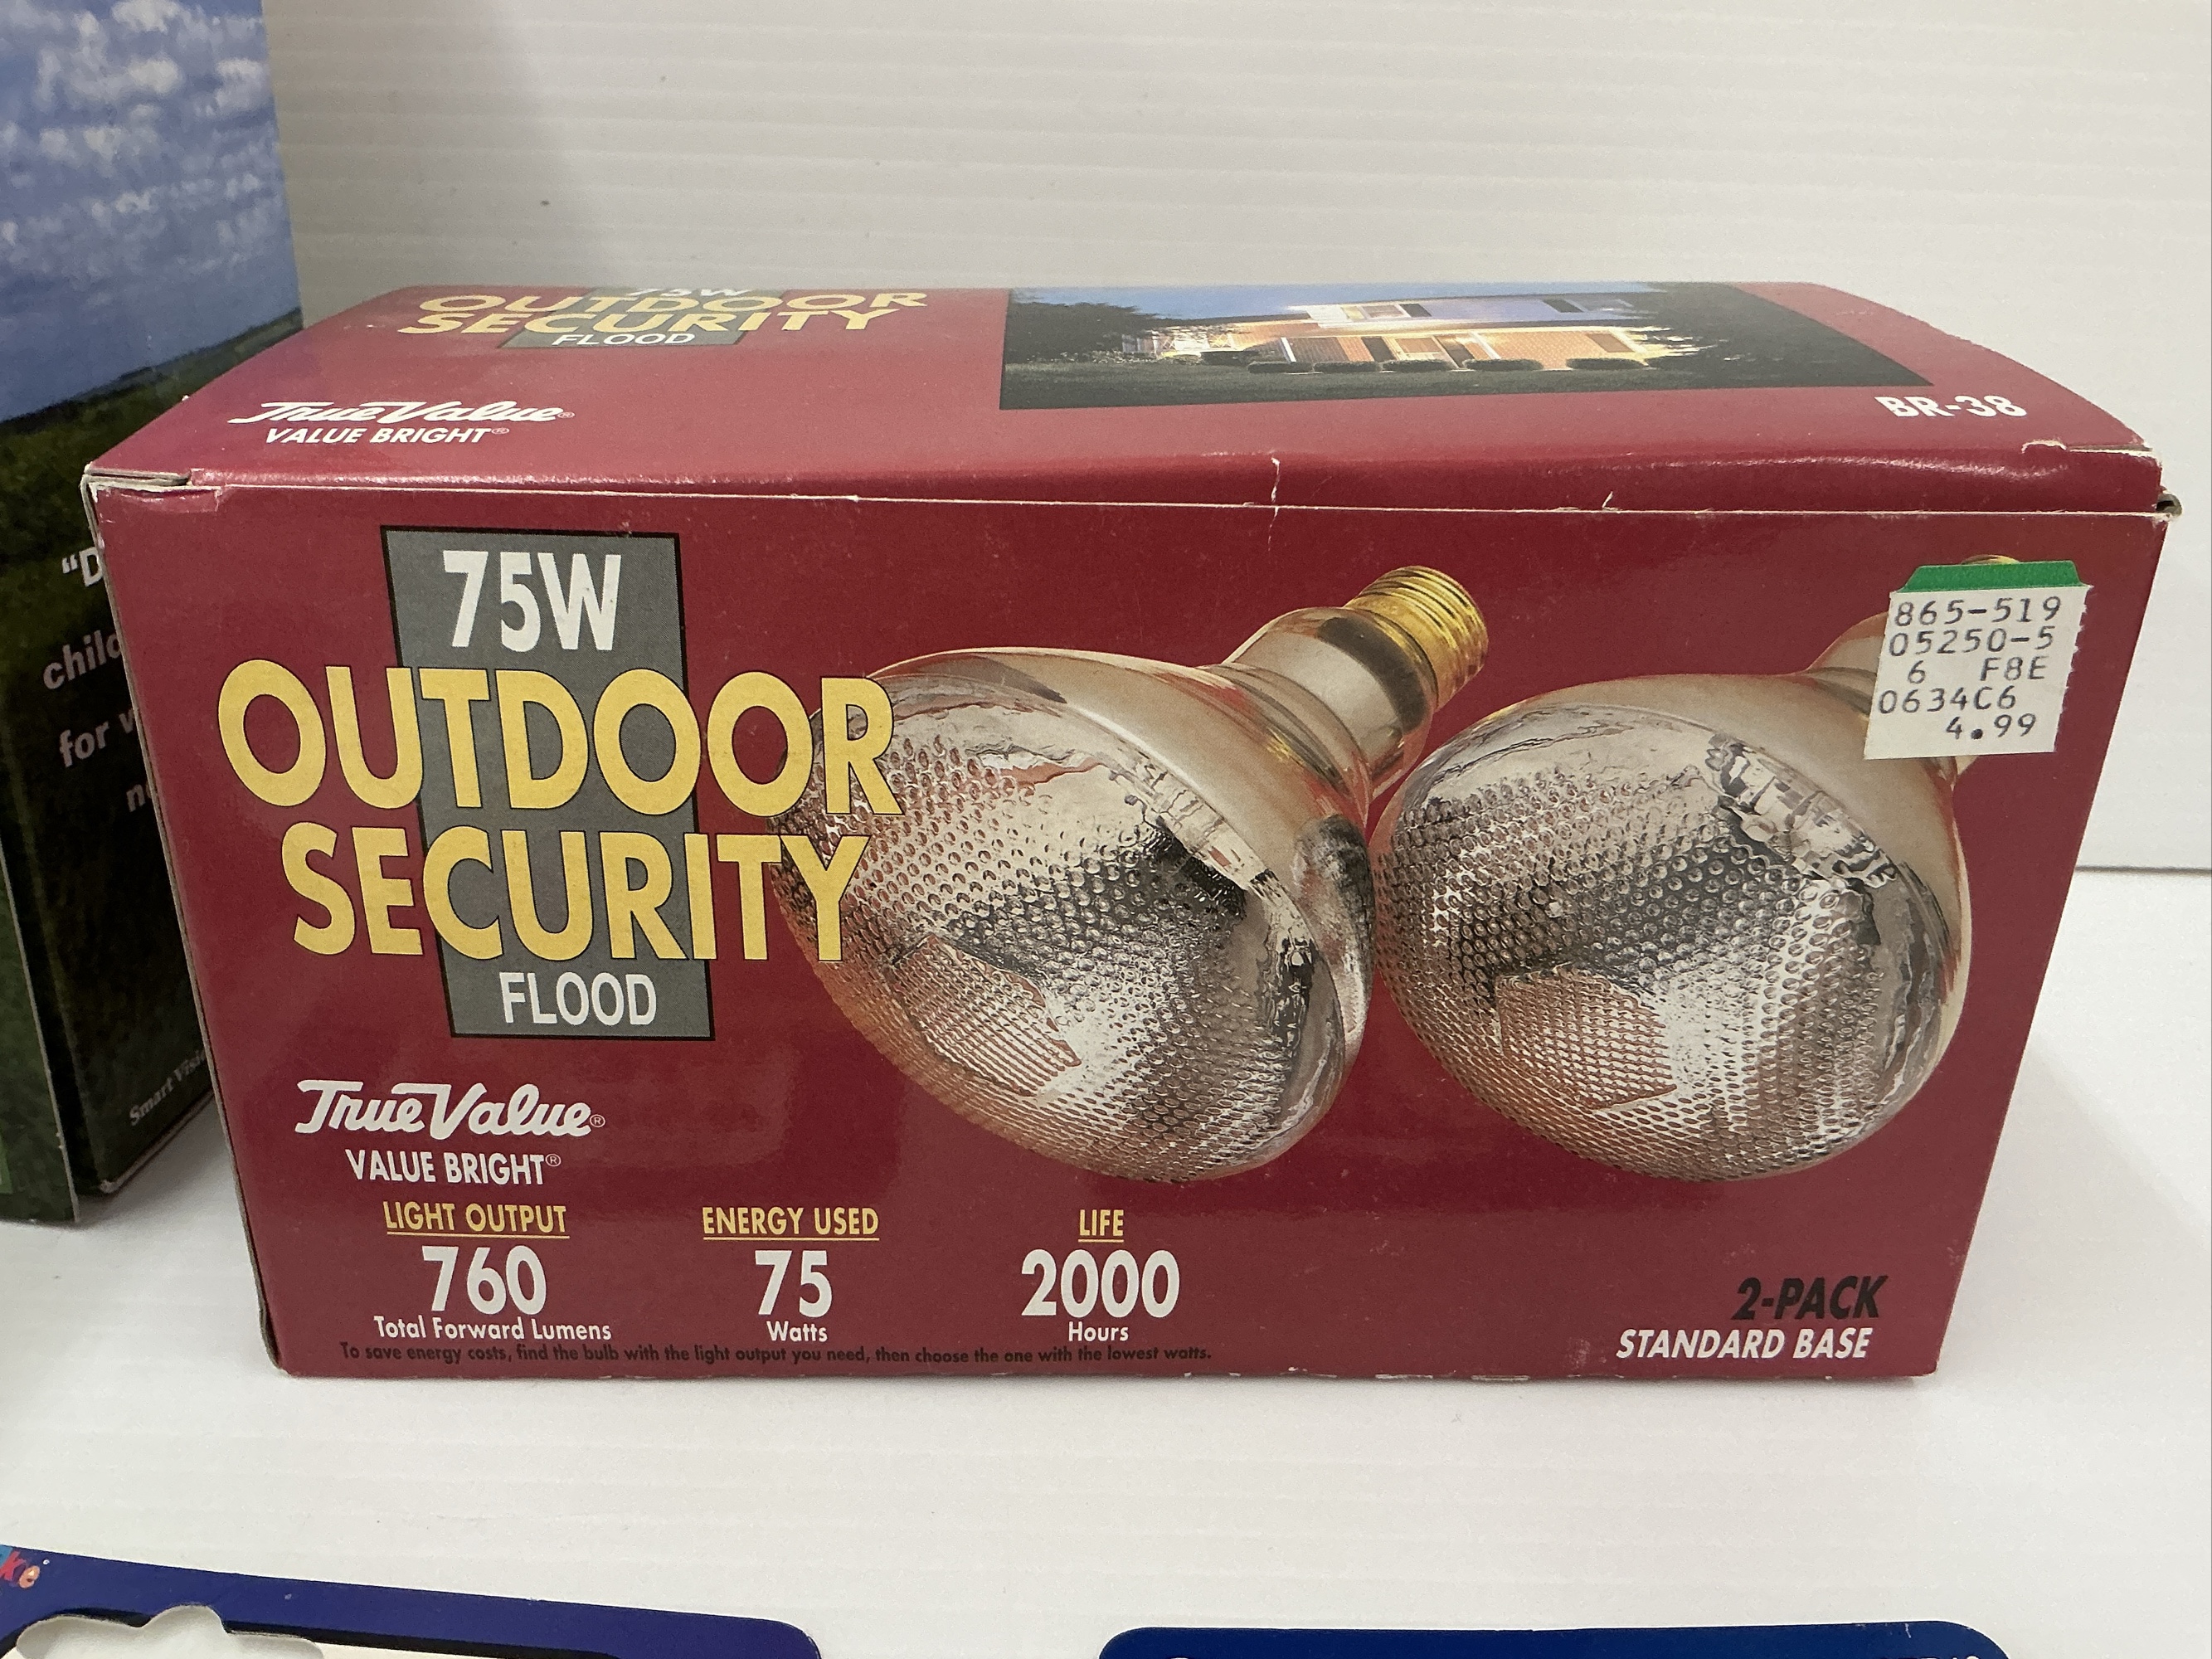 75W
OUTDOOR
SECURITY
FLOOD
True Value®
VALUE BRIGHT®
BR-38
75W
OUTDOOR
SECURITY
FLOOD
True Value®
VALUE BRIGHT®
LIGHT OUTPUT
760
Total Forward Lumens
ENERGY USED
75
Watts
LIFE
2000
Hours
To save energy costs, find the bulb with the light output you need, then choose the one with the lowest watts.
2-PACK
STANDARD BASE
865-519
05250-5
6 F8E
0634C6
4.99
“D
for
Smart